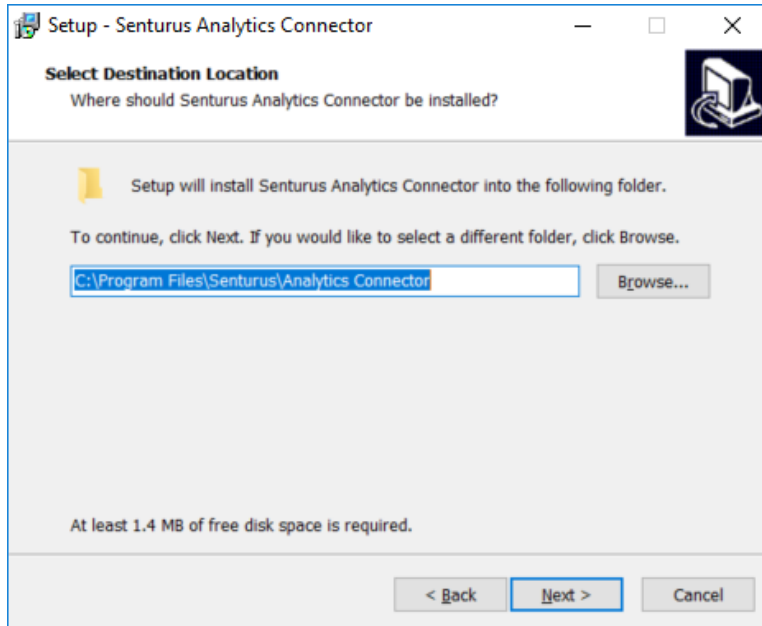 Setup - Senturus Analytics Connector
Select Destination Location
Where should Senturus Analytics Connector be installed?
Setup will install Senturus Analytics Connector into the following folder.
To continue, click Next. If you would like to select a different folder, click Browse.
C:\Program Files\Senturus\Analytics Connector
Browse...
At least 1.4 MB of free disk space is required.
< Back Next > Cancel